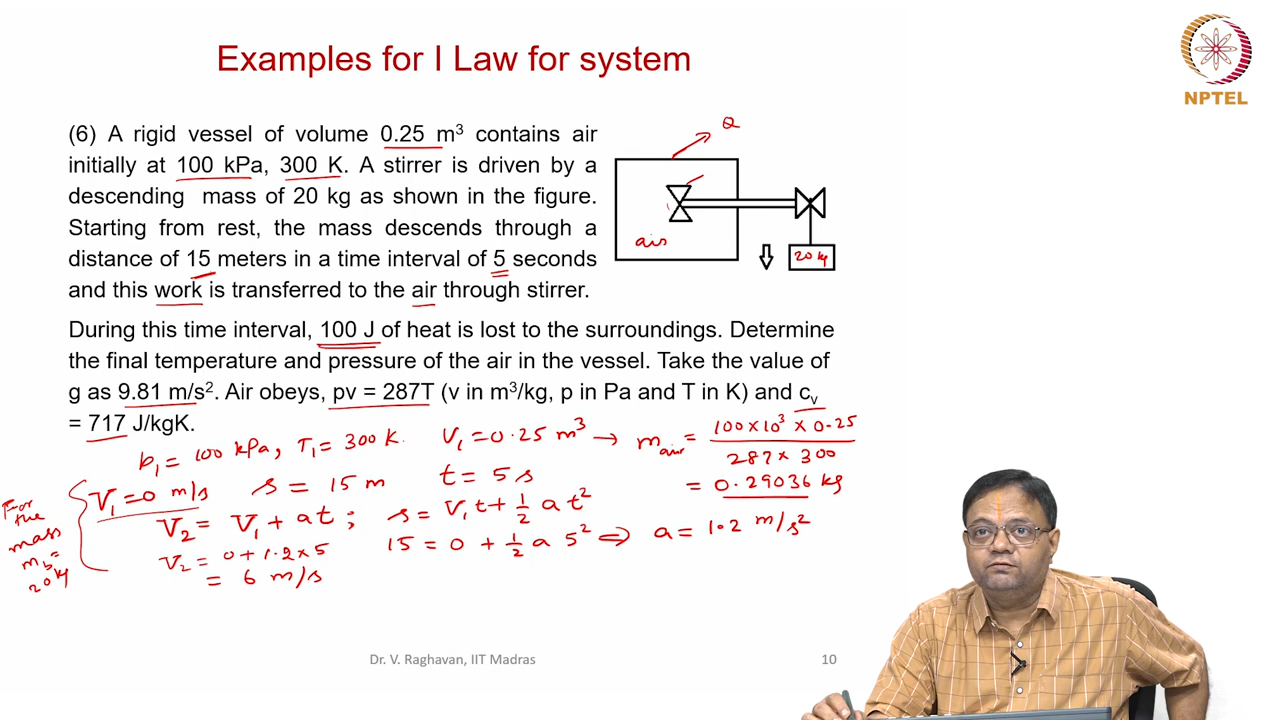 Examples for I Law for system
NPTEL
(6) A rigid vessel of volume 0.25 m³ contains air
initially at 100 kPa, 300 K. A stirrer is driven by a
descending mass of 20 kg as shown in the figure.
Starting from rest, the mass descends through a
distance of 15 meters in a time interval of 5 seconds
and this work is transferred to the air through stirrer.
Q
air
20 kg
During this time interval, 100 J of heat is lost to the surroundings. Determine
the final temperature and pressure of the air in the vessel. Take the value of
g as 9.81 m/s². Air obeys, pv = 287T (v in m³/kg, p in Pa and T in K) and cᵥ
= 717 J/kgK.
p₁ = 100 kPa, T₁ = 300 K. V₁ = 0.25 m³ → m_air = 100×10³ × 0.25 / 287 × 300
= 0.29036 kg
For the mass m_b = 20 kg
V₁ = 0 m/s s = 15 m t = 5 s
V₂ = V₁ + at ; s = V₁t + ½ a t²
V₂ = 0 + 1.2 × 5 15 = 0 + ½ a 5² ⇒ a = 1.2 m/s²
= 6 m/s
Dr. V. Raghavan, IIT Madras
10